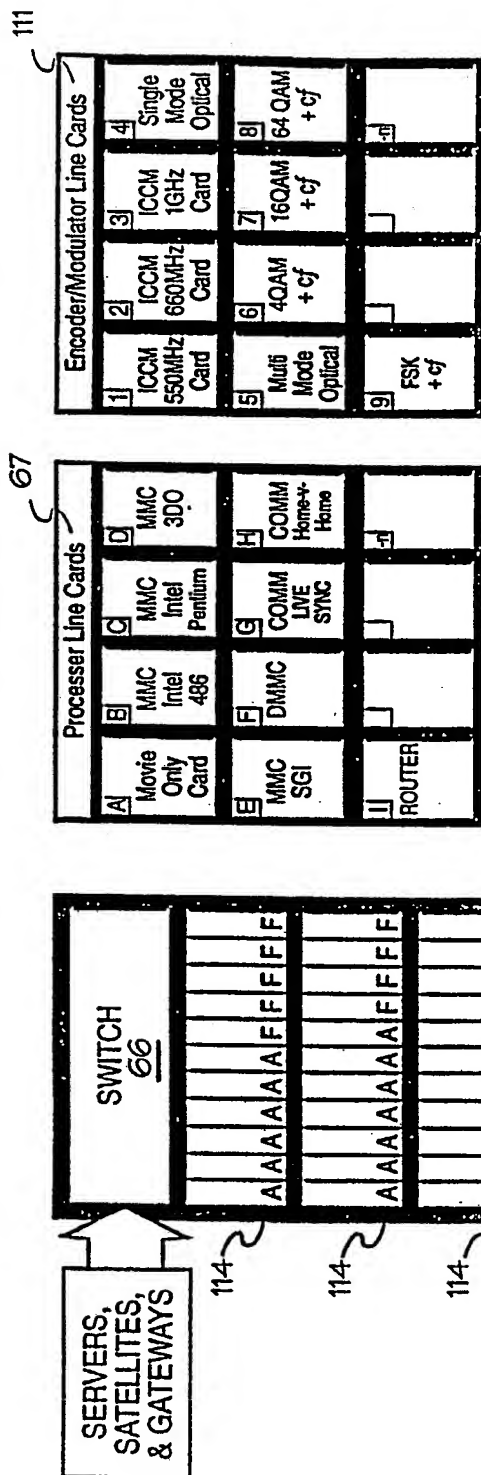 SERVERS,
SATELLITES,
& GATEWAYS
SWITCH
66
114
A A A A A A F F F F F
114
A A A A A A A F F F F
114
67
Processer Line Cards
A
Movie
Only
Card
B
MMC
Intel
486
C
MMC
Intel
Pentium
D
MMC
3DO
E
MMC
SGI
F
DMMC
G
COMM
LIVE
SYNC
H
COMM
Home-v-
Home
I
ROUTER
-n
111
Encoder/Modulator Line Cards
1
ICCM
550MHz
Card
2
ICCM
660MHz
Card
3
ICCM
1GHz
Card
4
Single
Mode
Optical
5
Multi
Mode
Optical
6
4QAM
+ cf
7
16QAM
+ cf
8
64 QAM
+ cf
9
FSK
+ cf
-n